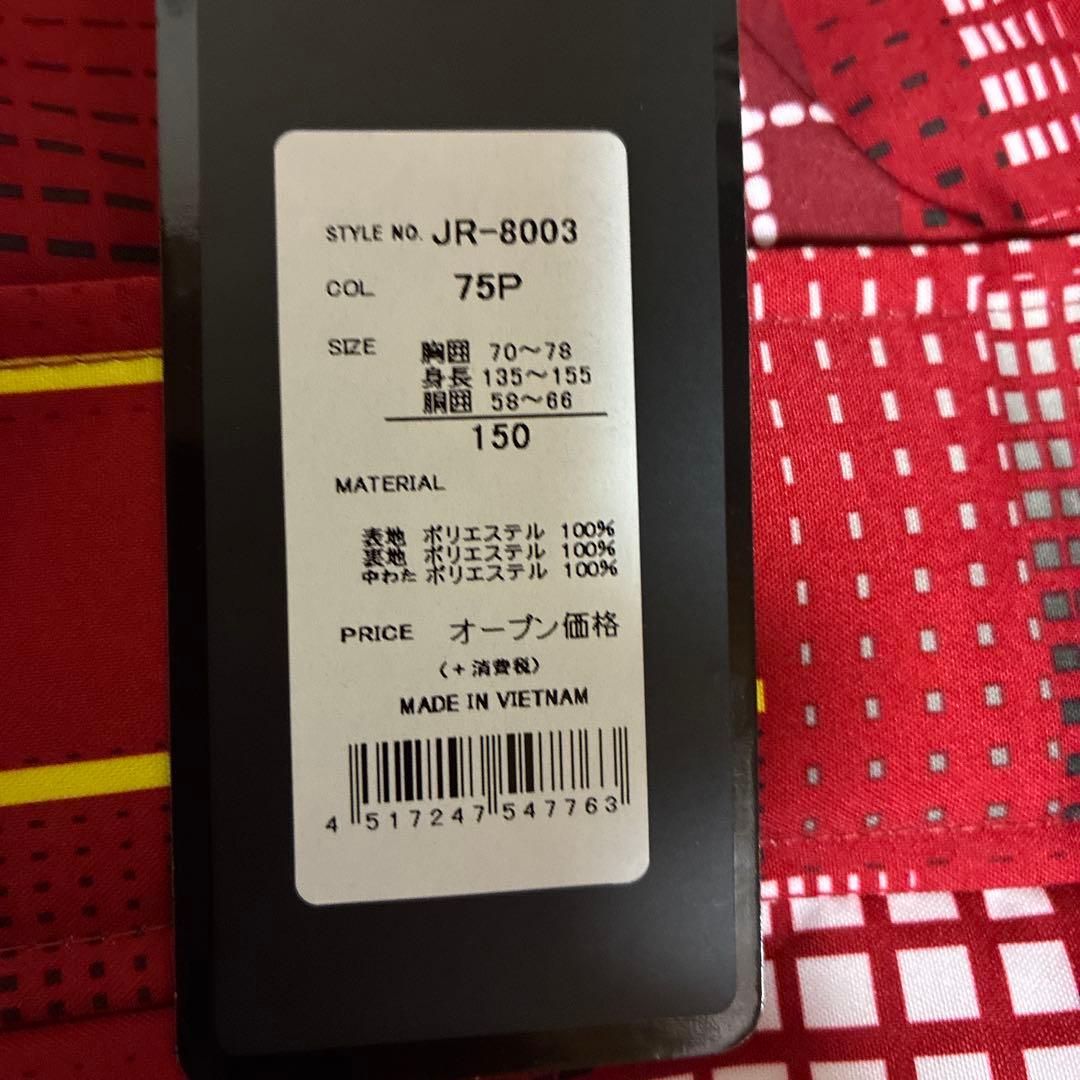 STYLE NO. JR-8003
COL 75P
SIZE 胸囲 70～78
身長 135～155
胴囲 58～66
150
MATERIAL
表地 ポリエステル 100%
裏地 ポリエステル 100%
中わた ポリエステル 100%
PRICE オープン価格
(+消費税)
MADE IN VIETNAM
4 517247 547763